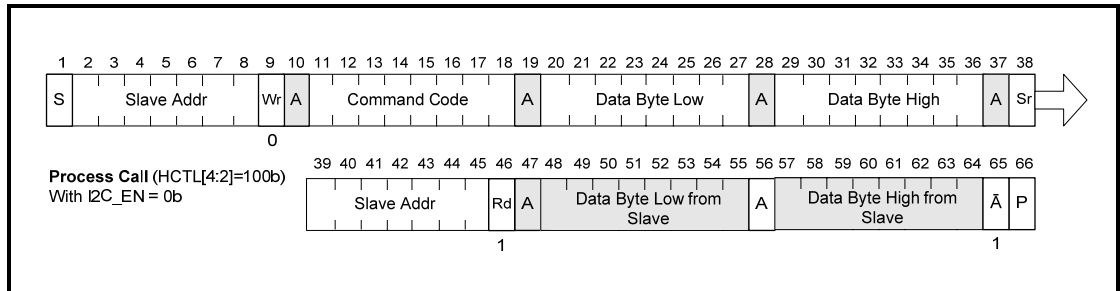 1 2 3 4 5 6 7 8 9 10 11 12 13 14 15 16 17 18 19 20 21 22 23 24 25 26 27 28 29 30 31 32 33 34 35 36 37 38
S Slave Addr Wr A Command Code A Data Byte Low A Data Byte High A Sr
0
39 40 41 42 43 44 45 46 47 48 49 50 51 52 53 54 55 56 57 58 59 60 61 62 63 64 65 66
Process Call (HCTL[4:2]=100b)
With I2C_EN = 0b
Slave Addr Rd A Data Byte Low from Slave A Data Byte High from Slave Ā P
1 1